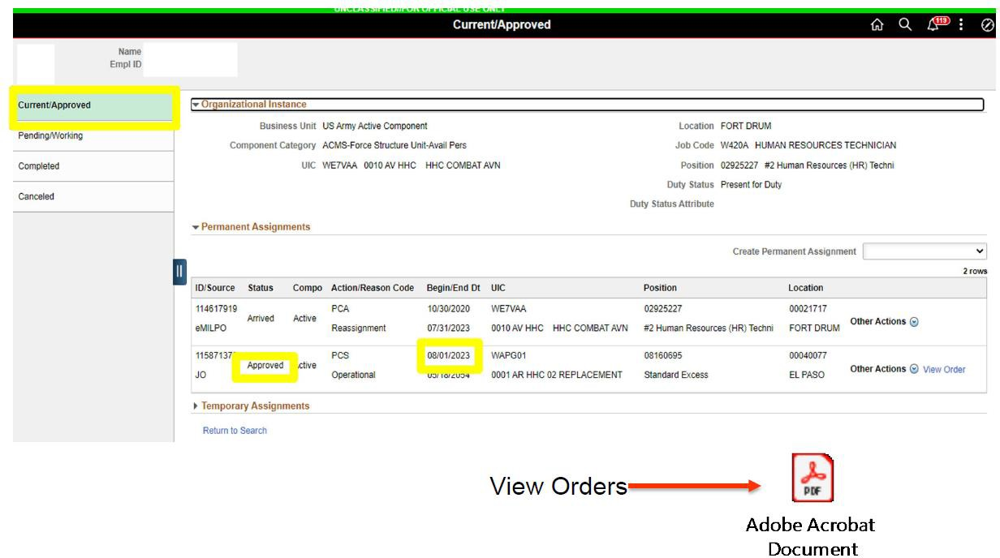 UNCLASSIFIED//FOR OFFICIAL USE ONLY
Current/Approved
119
Name
Empl ID
Current/Approved
Pending/Working
Completed
Canceled
Organizational Instance
Business Unit US Army Active Component
Location FORT DRUM
Component Category ACMS-Force Structure Unit-Avail Pers
Job Code W420A HUMAN RESOURCES TECHNICIAN
UIC WE7VAA 0010 AV HHC HHC COMBAT AVN
Position 02925227 #2 Human Resources (HR) Techni
Duty Status Present for Duty
Duty Status Attribute
Permanent Assignments
Create Permanent Assignment
2 rows
ID/Source Status Compo Action/Reason Code Begin/End Dt UIC Position Location
114617919 PCA 10/30/2020 WE7VAA 02925227 00021717
Arrived Active Other Actions
eMILPO Reassignment 07/31/2023 0010 AV HHC HHC COMBAT AVN #2 Human Resources (HR) Techni FORT DRUM
11587137 PCS 08/01/2023 WAPG01 08160695 00040077
Approved ctive Other Actions View Order
JO Operational 05/18/2054 0001 AR HHC 02 REPLACEMENT Standard Excess EL PASO
Temporary Assignments
Return to Search
View Orders
PDF
Adobe Acrobat
Document